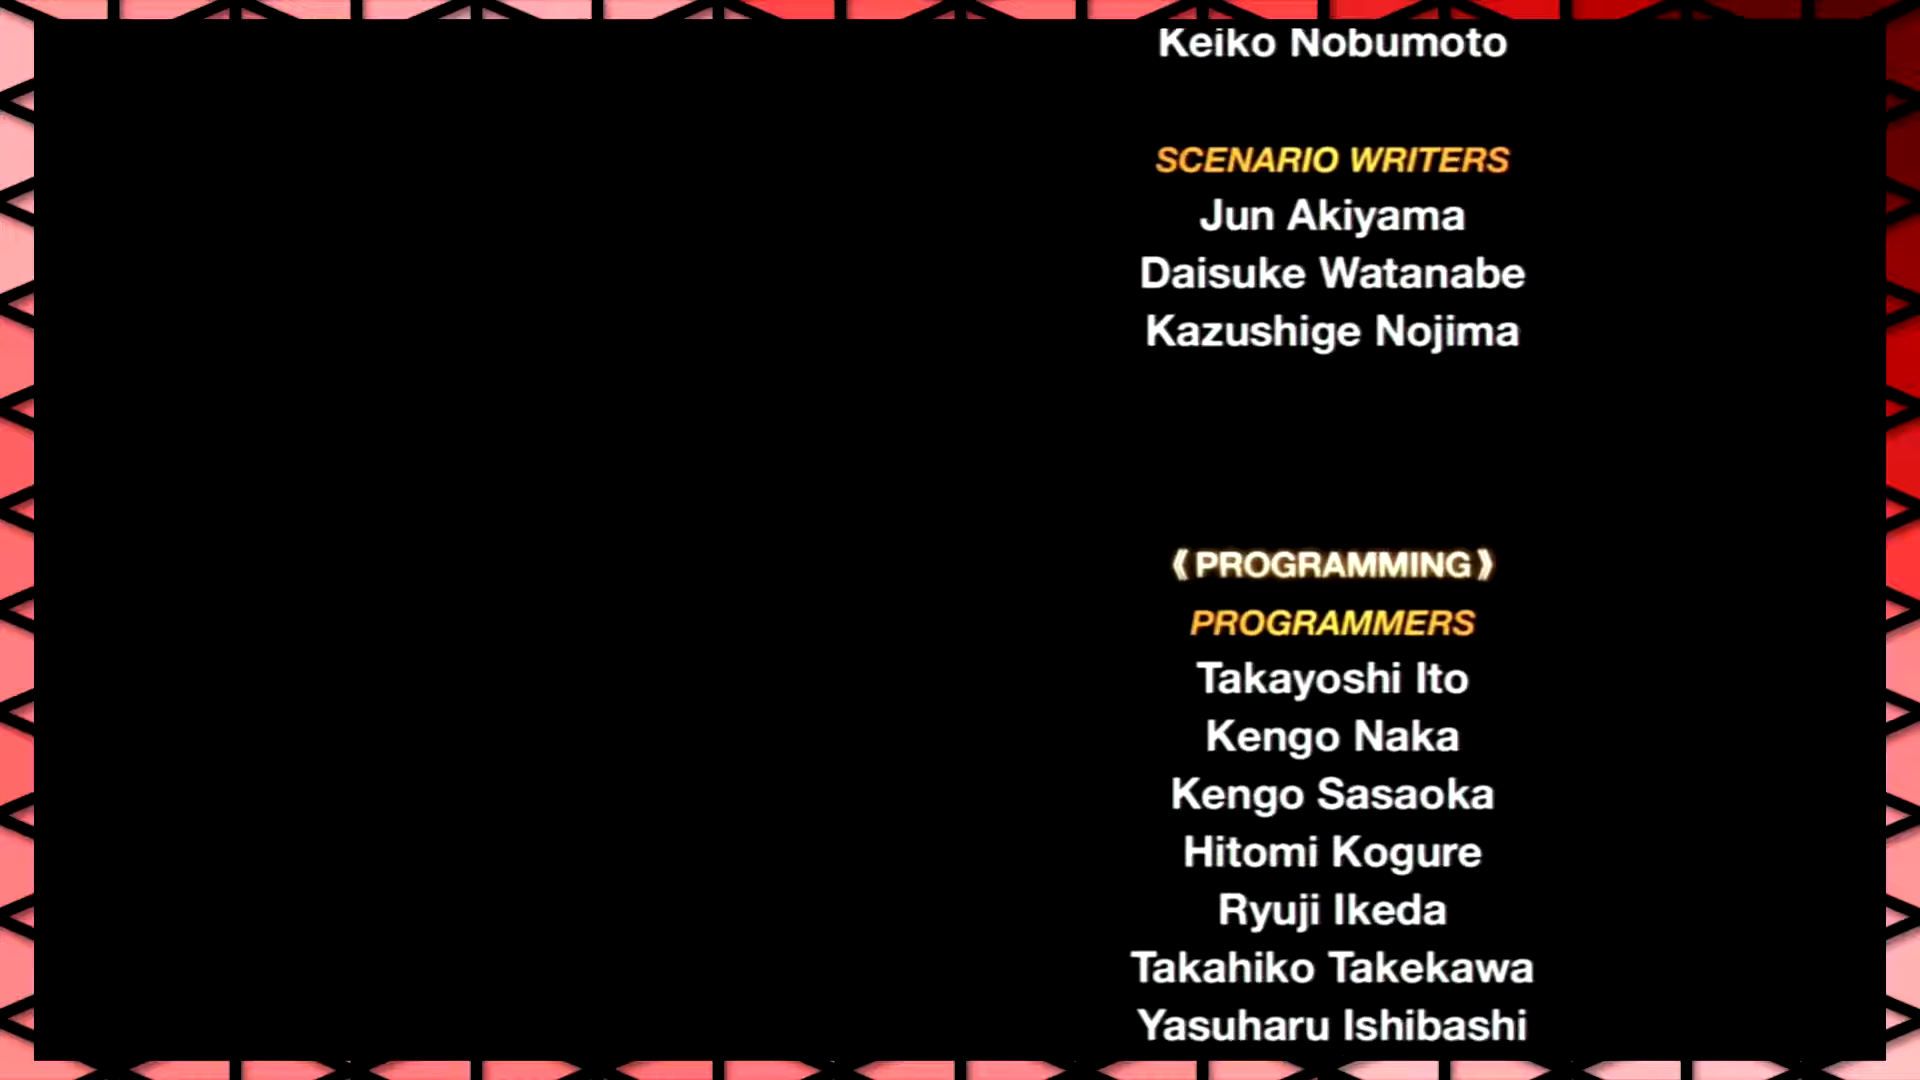 Keiko Nobumoto
SCENARIO WRITERS
Jun Akiyama
Daisuke Watanabe
Kazushige Nojima
⟪PROGRAMMING⟫
PROGRAMMERS
Takayoshi Ito
Kengo Naka
Kengo Sasaoka
Hitomi Kogure
Ryuji Ikeda
Takahiko Takekawa
Yasuharu Ishibashi